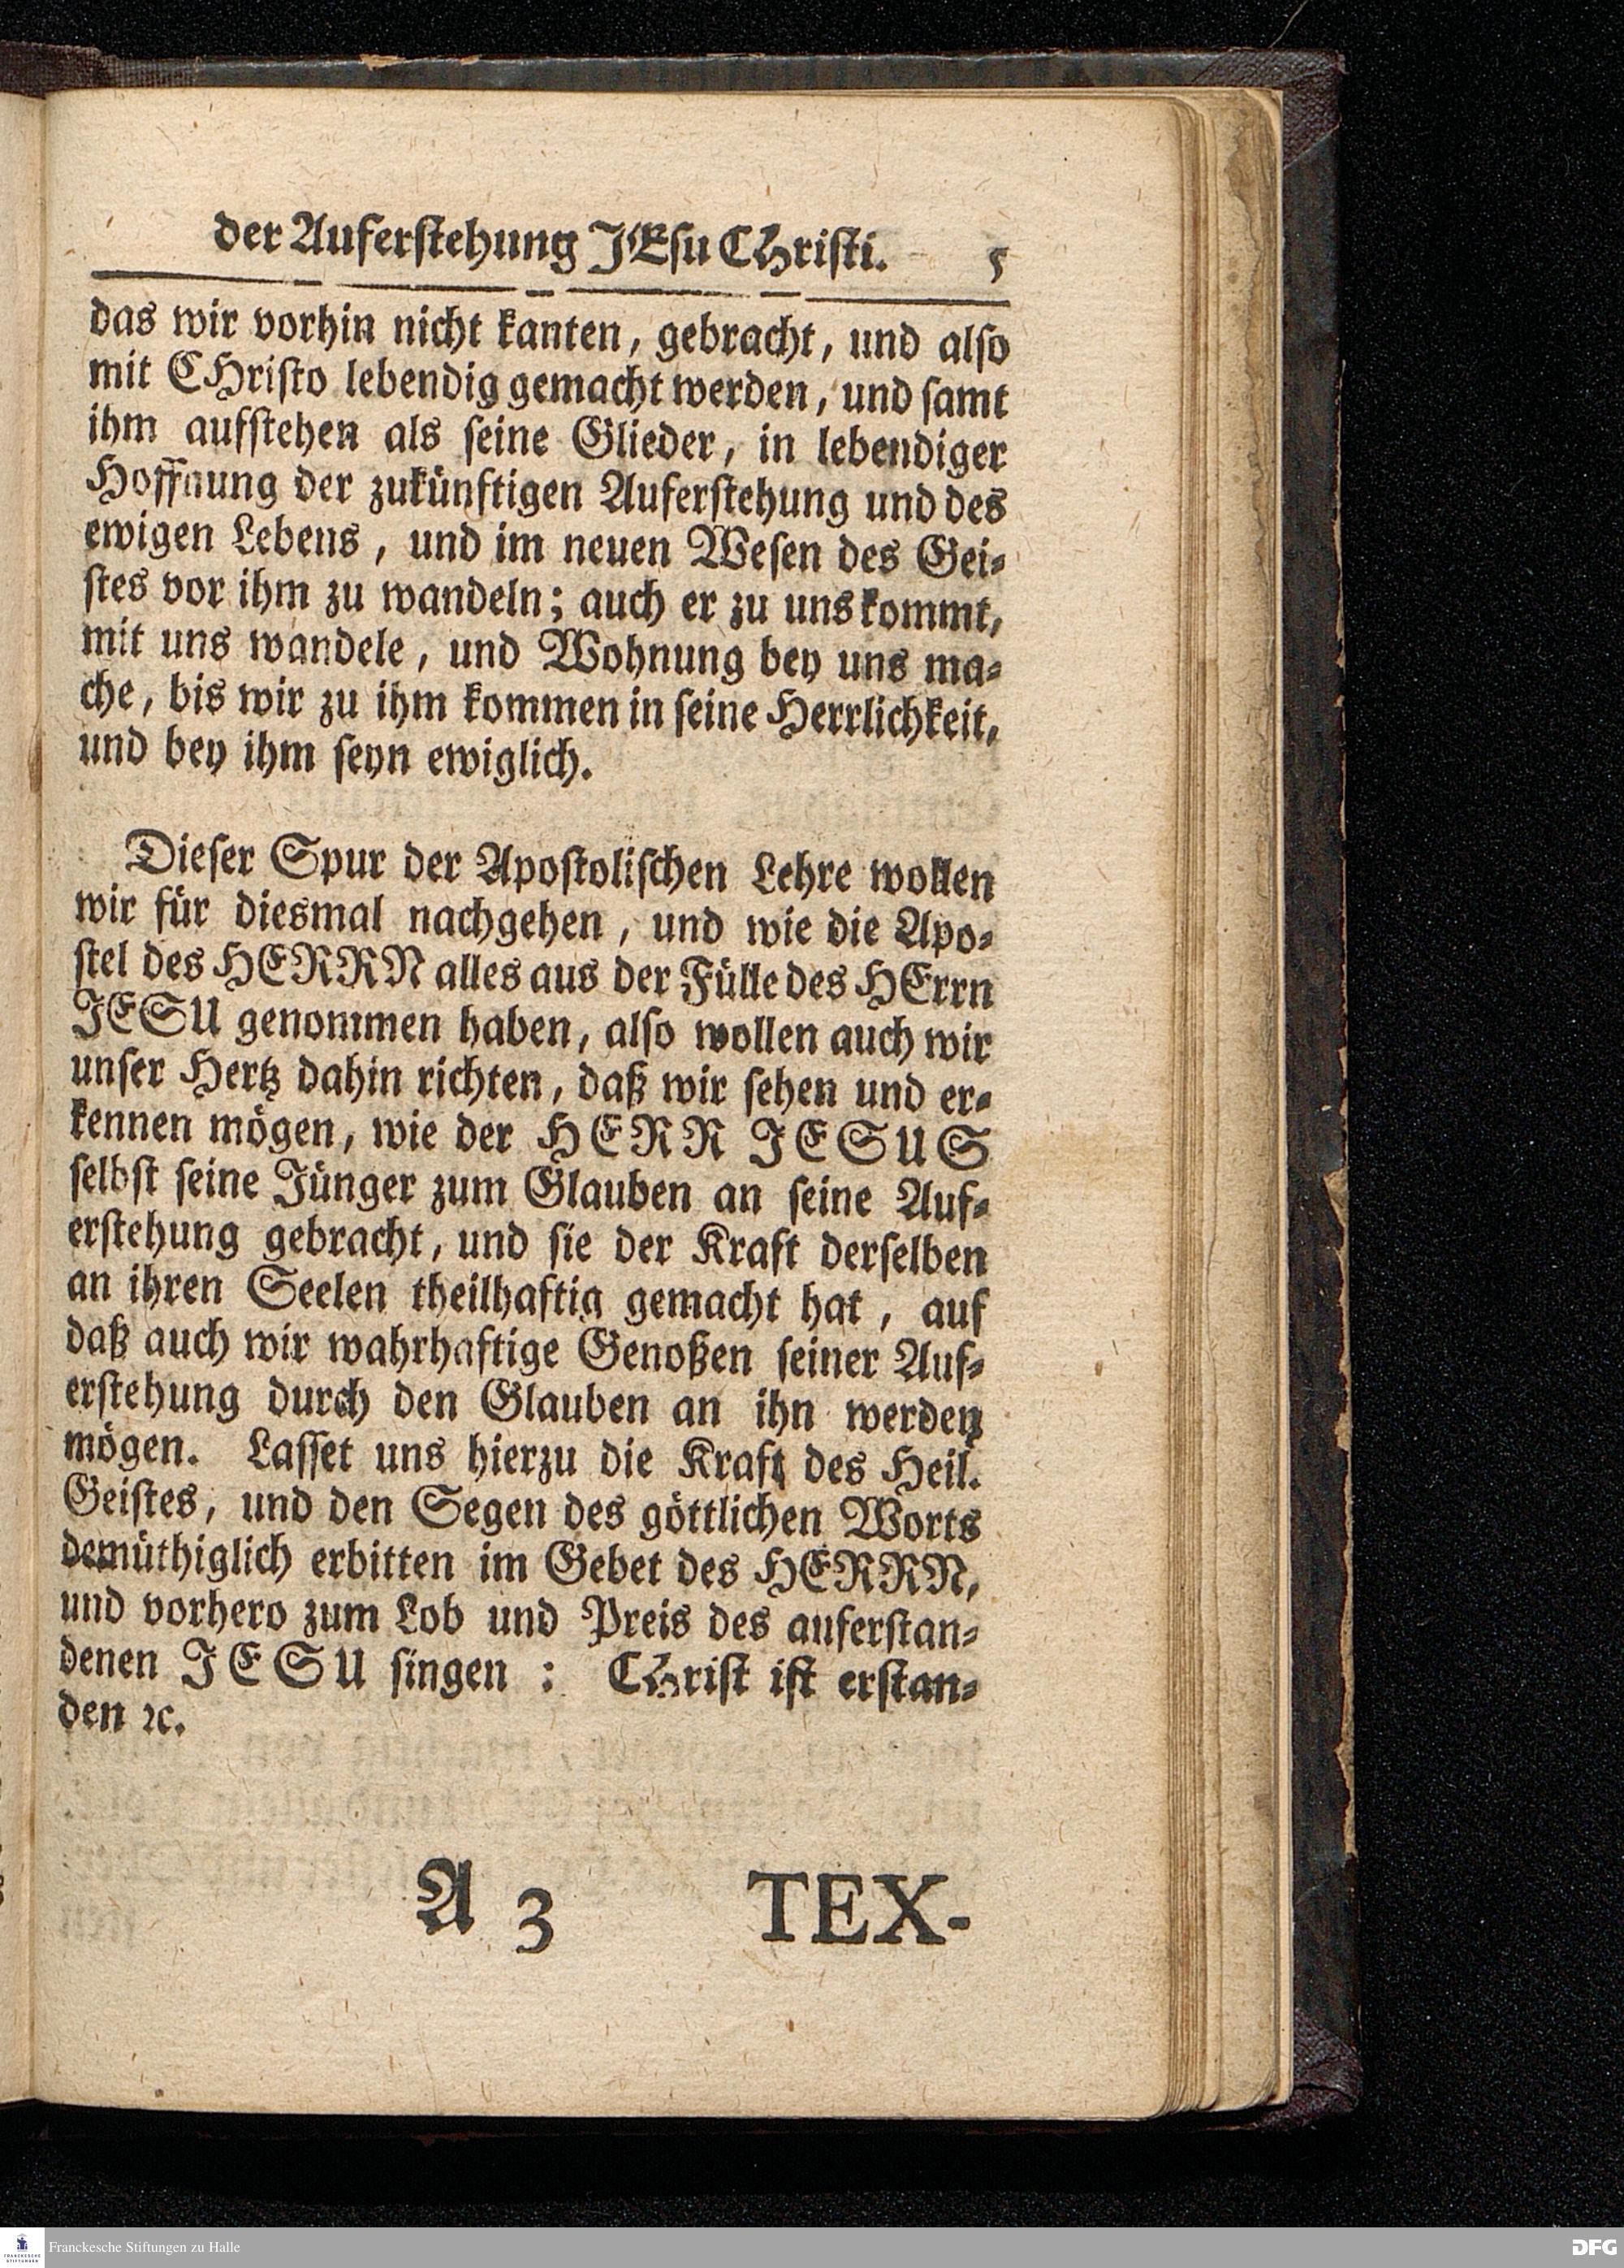 der Auferstehung JEsu CHristi. 5
das wir vorhin nicht kanten, gebracht, und also
mit CHristo lebendig gemacht werden, und samt
ihm aufstehen als seine Glieder, in lebendiger
Hoffnung der zukünftigen Auferstehung und des
ewigen Lebens, und im neuen Wesen des Gei-
stes vor ihm zu wandeln; auch er zu uns kommt,
mit uns wandele, und Wohnung bey uns ma-
che, bis wir zu ihm kommen in seine Herrlichkeit,
und bey ihm seyn ewiglich.
Dieser Spur der Apostolischen Lehre wollen
wir für diesmal nachgehen, und wie die Apo-
stel des HERRN alles aus der Fülle des HErrn
JESU genommen haben, also wollen auch wir
unser Hertz dahin richten, daß wir sehen und er-
kennen mögen, wie der HERR JESUS
selbst seine Jünger zum Glauben an seine Auf-
erstehung gebracht, und sie der Kraft derselben
an ihren Seelen theilhaftig gemacht hat, auf
daß auch wir wahrhaftige Genoßen seiner Auf-
erstehung durch den Glauben an ihn werden
mögen. Lasset uns hierzu die Kraft des Heil.
Geistes, und den Segen des göttlichen Worts
demüthiglich erbitten im Gebet des HERRN,
und vorhero zum Lob und Preis des auferstan-
denen JESU singen: CHrist ist erstan-
den ꝛc.
A 3 TEX-
FRANCKESCHE STIFTUNGEN
Franckesche Stiftungen zu Halle
DFG